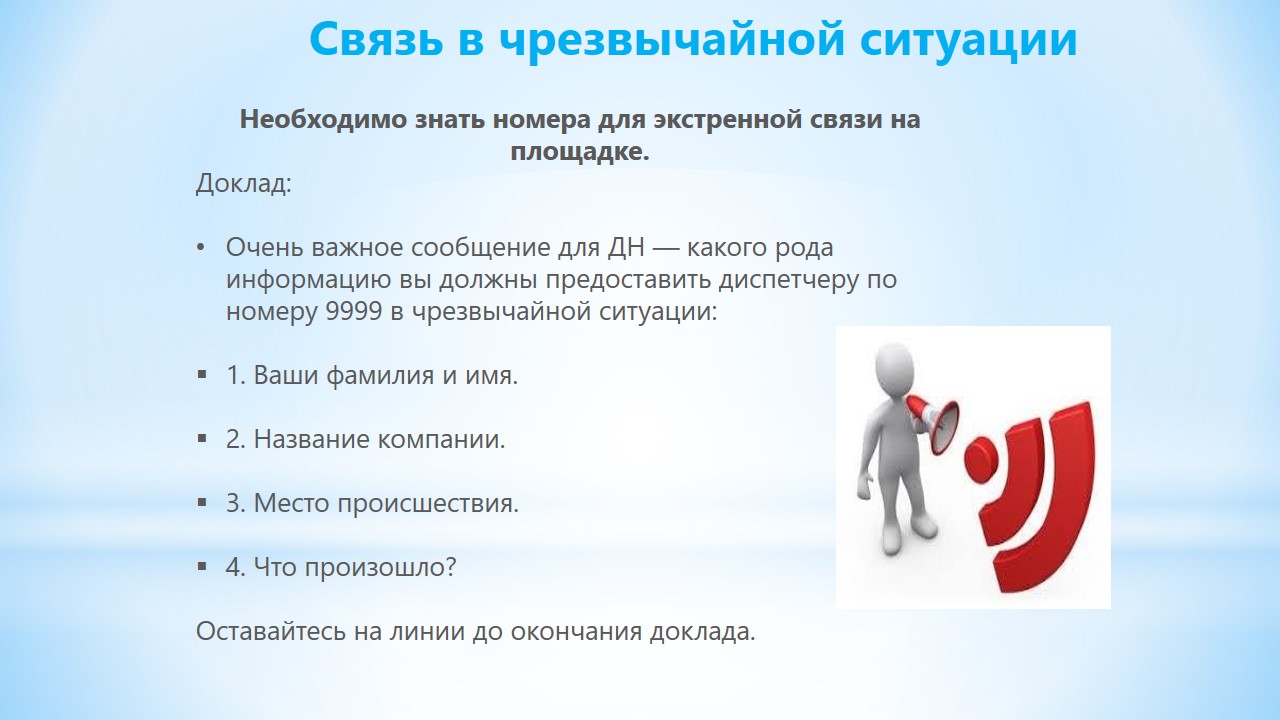 Связь в чрезвычайной ситуации
Необходимо знать номера для экстренной связи на
площадке.
Доклад:
• Очень важное сообщение для ДН — какого рода
информацию вы должны предоставить диспетчеру по
номеру 9999 в чрезвычайной ситуации:
▪ 1. Ваши фамилия и имя.
▪ 2. Название компании.
▪ 3. Место происшествия.
▪ 4. Что произошло?
Оставайтесь на линии до окончания доклада.